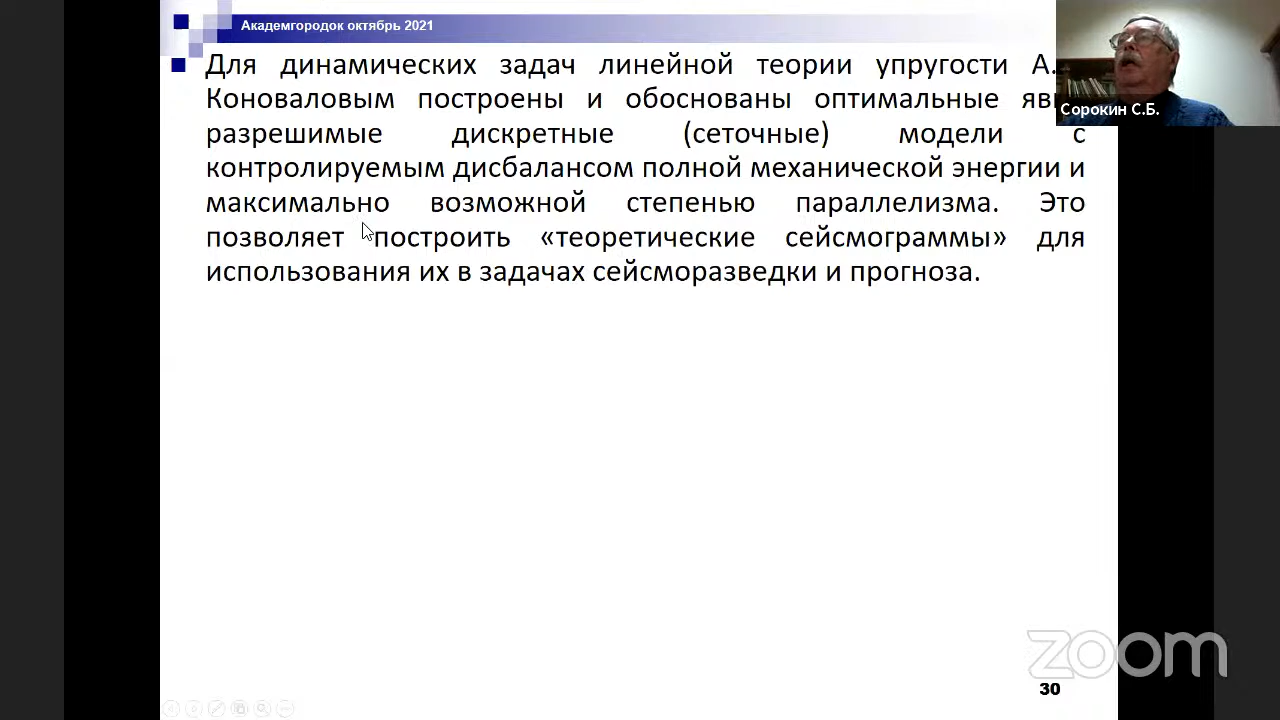 Академгородок октябрь 2021
Для динамических задач линейной теории упругости А.
Коноваловым построены и обоснованы оптимальные
разрешимые дискретные (сеточные) модели с
контролируемым дисбалансом полной механической энергии и
максимально возможной степенью параллелизма. Это
позволяет построить «теоретические сейсмограммы» для
использования их в задачах сейсморазведки и прогноза.
Сорокин С.Б.
zoom
30